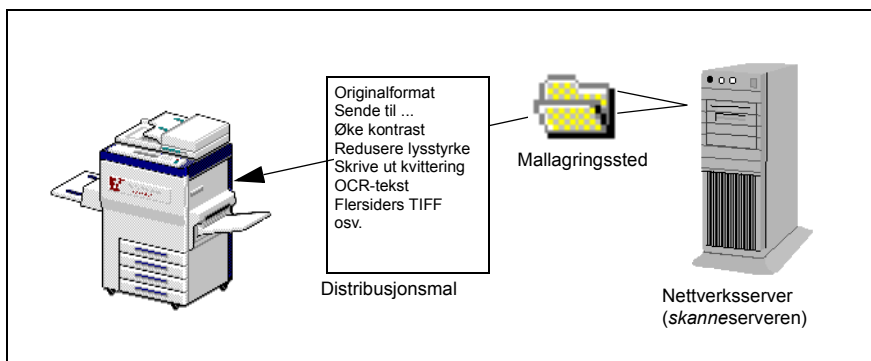 Originalformat
Sende til ...
Øke kontrast
Redusere lysstyrke
Skrive ut kvittering
OCR-tekst
Flersiders TIFF
osv.
Distribusjonsmal
Mallagringssted
Nettverksserver
(skanneserveren)